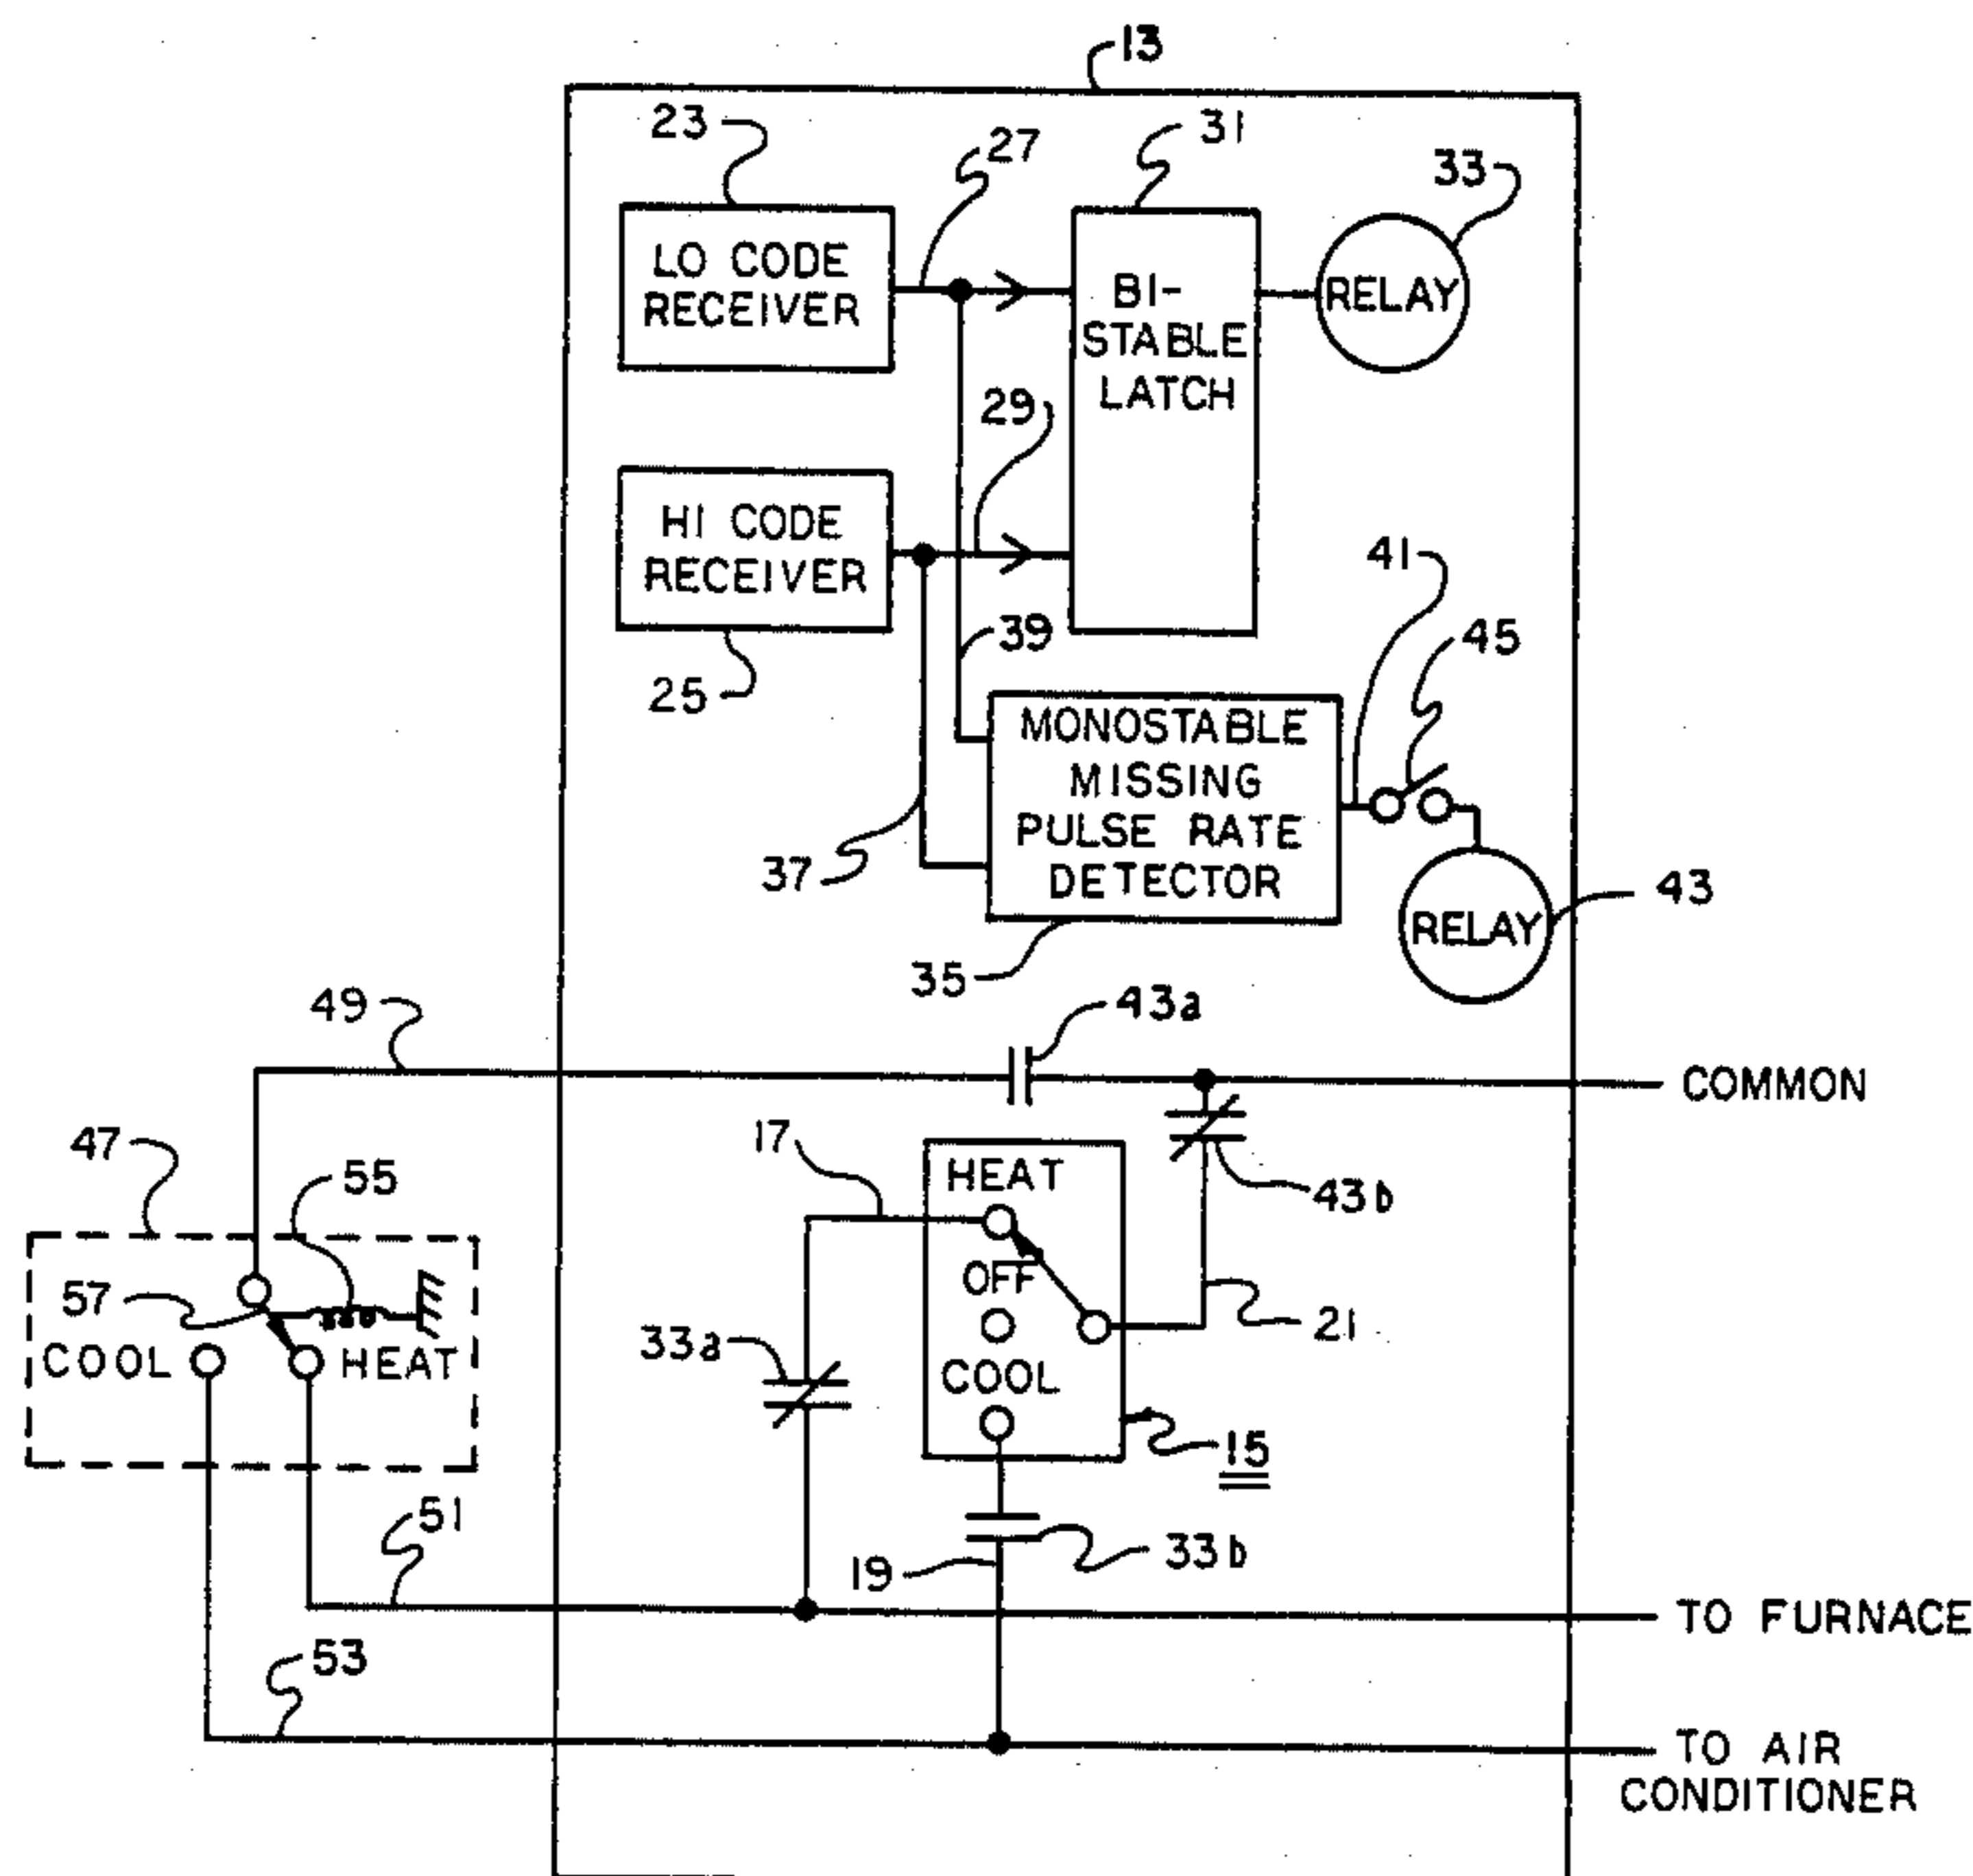 13
23
27
31
33
LO CODE
RECEIVER
BI-
STABLE
LATCH
RELAY
29
HI CODE
RECEIVER
41
45
39
25
MONOSTABLE
MISSING
PULSE RATE
DETECTOR
37
43
RELAY
35
49
43a
COMMON
47
17
55
HEAT
43b
57
OFF
21
33a
COOL
HEAT
COOL
15
51
33b
19
TO FURNACE
53
TO AIR
CONDITIONER